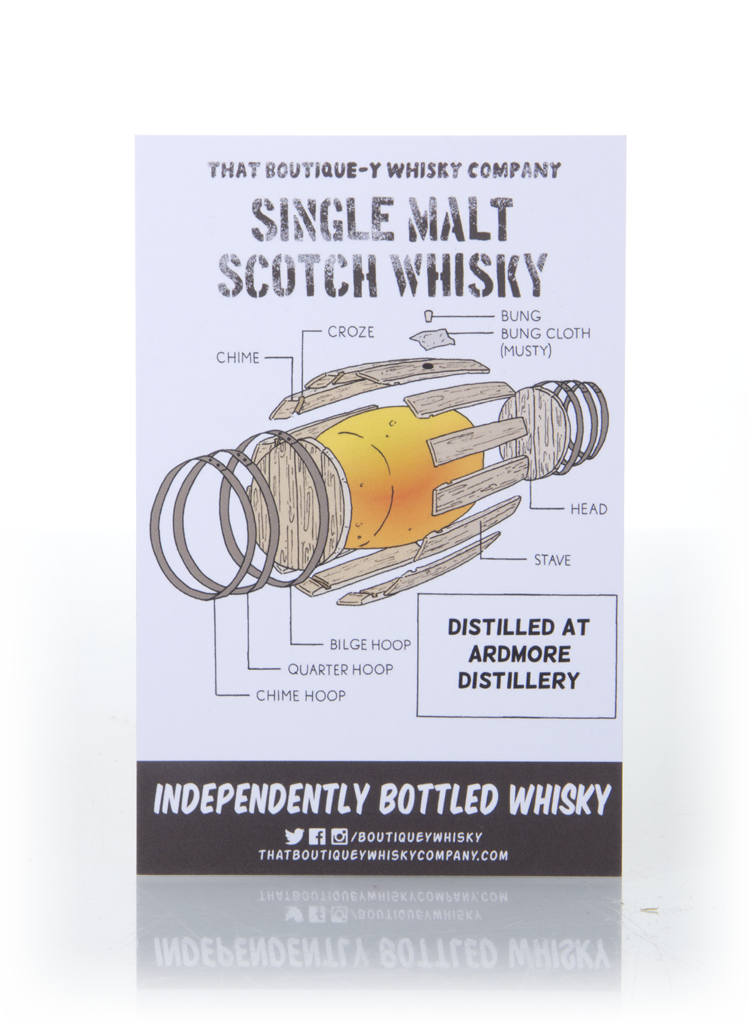 THAT BOUTIQUE-Y WHISKY COMPANY
SINGLE MALT
SCOTCH WHISKY
BUNG
CROZE
BUNG CLOTH
(MUSTY)
CHIME
HEAD
STAVE
DISTILLED AT
ARDMORE
DISTILLERY
BILGE HOOP
QUARTER HOOP
CHIME HOOP
INDEPENDENTLY BOTTLED WHISKY
/BOUTIQUEYWHISKY
THATBOUTIQUEYWHISKYCOMPANY.COM